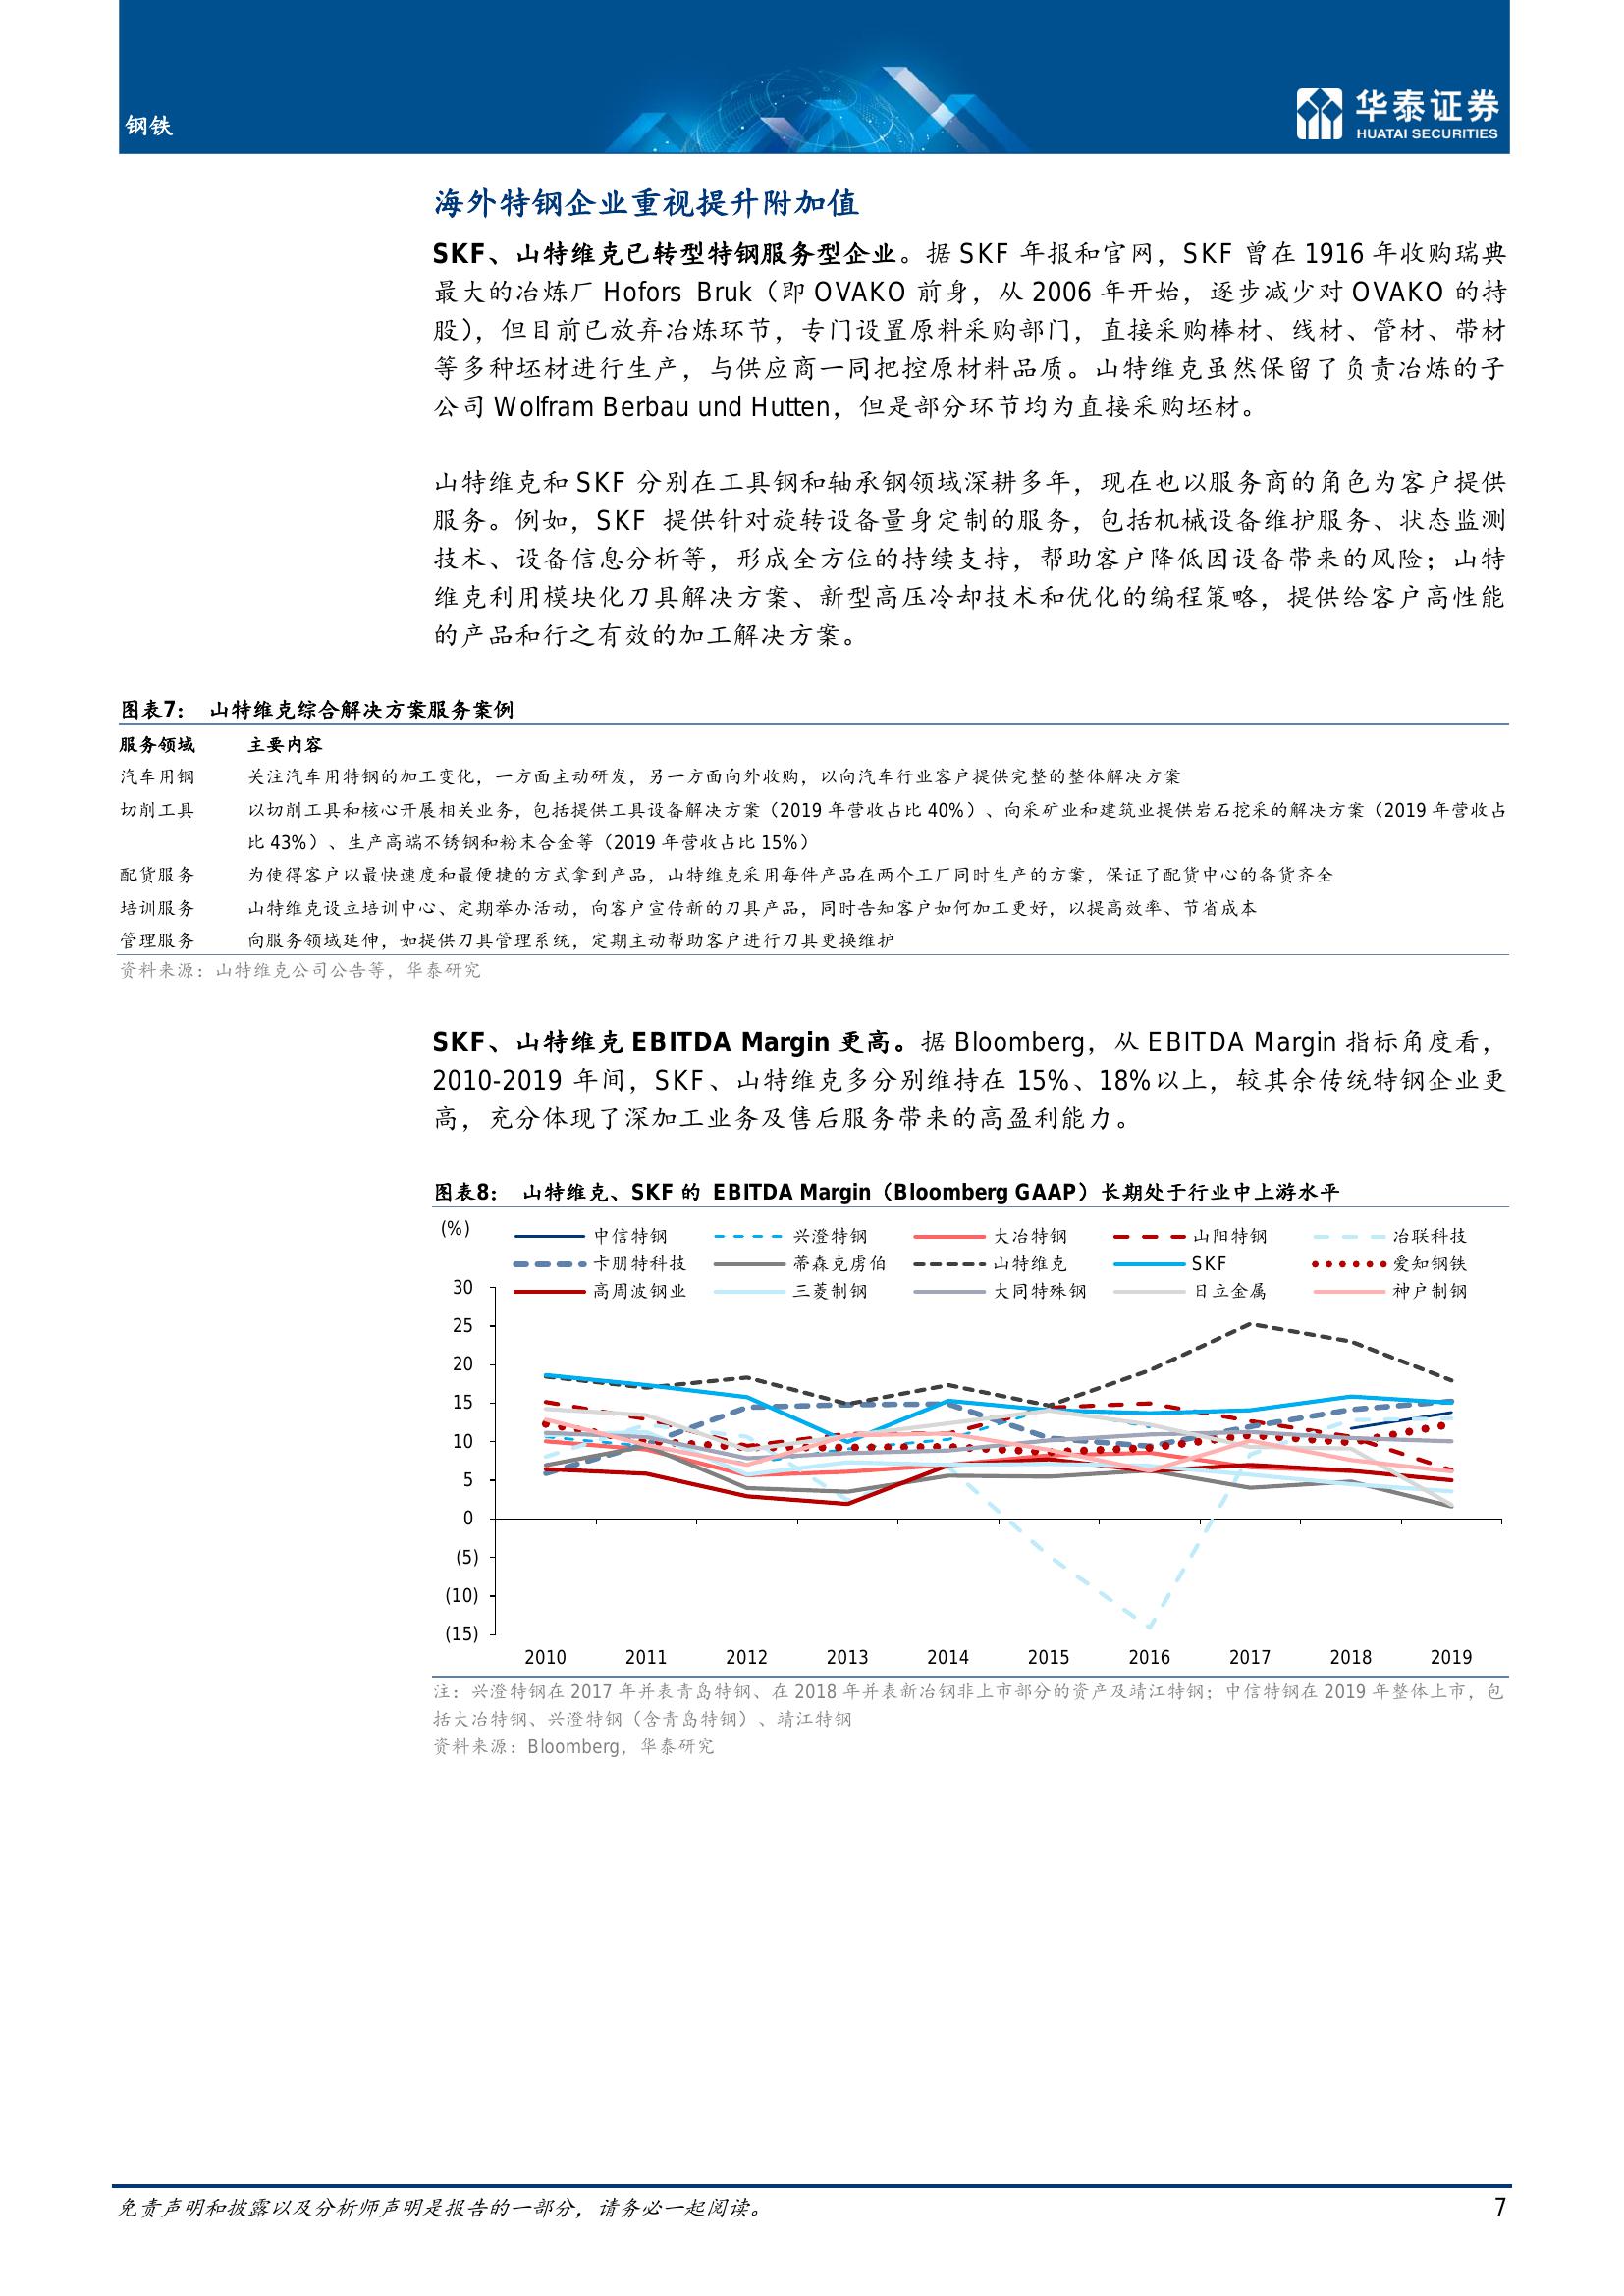 钢铁
华泰证券
HUATAI SECURITIES
海外特钢企业重视提升附加值
SKF、山特维克已转型特钢服务型企业。据 SKF 年报和官网，SKF 曾在 1916 年收购瑞典
最大的冶炼厂 Hofors Bruk（即 OVAKO 前身，从 2006 年开始，逐步减少对 OVAKO 的持
股），但目前已放弃冶炼环节，专门设置原料采购部门，直接采购棒材、线材、管材、带材
等多种坯材进行生产，与供应商一同把控原材料品质。山特维克虽然保留了负责冶炼的子
公司 Wolfram Berbau und Hutten，但是部分环节均为直接采购坯材。
山特维克和 SKF 分别在工具钢和轴承钢领域深耕多年，现在也以服务商的角色为客户提供
服务。例如，SKF 提供针对旋转设备量身定制的服务，包括机械设备维护服务、状态监测
技术、设备信息分析等，形成全方位的持续支持，帮助客户降低因设备带来的风险；山特
维克利用模块化刀具解决方案、新型高压冷却技术和优化的编程策略，提供给客户高性能
的产品和行之有效的加工解决方案。
图表7： 山特维克综合解决方案服务案例
服务领域 主要内容
汽车用钢 关注汽车用特钢的加工变化，一方面主动研发，另一方面向外收购，以向汽车行业客户提供完整的整体解决方案
切削工具 以切削工具和核心开展相关业务，包括提供工具设备解决方案（2019 年营收占比 40%）、向采矿业和建筑业提供岩石挖采的解决方案（2019 年营收占
比 43%）、生产高端不锈钢和粉末合金等（2019 年营收占比 15%）
配货服务 为使得客户以最快速度和最便捷的方式拿到产品，山特维克采用每件产品在两个工厂同时生产的方案，保证了配货中心的备货齐全
培训服务 山特维克设立培训中心、定期举办活动，向客户宣传新的刀具产品，同时告知客户如何加工更好，以提高效率、节省成本
管理服务 向服务领域延伸，如提供刀具管理系统，定期主动帮助客户进行刀具更换维护
资料来源：山特维克公司公告等，华泰研究
SKF、山特维克 EBITDA Margin 更高。据 Bloomberg，从 EBITDA Margin 指标角度看，
2010-2019 年间，SKF、山特维克多分别维持在 15%、18%以上，较其余传统特钢企业更
高，充分体现了深加工业务及售后服务带来的高盈利能力。
图表8： 山特维克、SKF 的 EBITDA Margin（Bloomberg GAAP）长期处于行业中上游水平
(%)
中信特钢 兴澄特钢 大冶特钢 山阳特钢 冶联科技
卡朋特科技 蒂森克虏伯 山特维克 SKF 爱知钢铁
高周波钢业 三菱制钢 大同特殊钢 日立金属 神户制钢
30
25
20
15
10
5
0
(5)
(10)
(15)
2010 2011 2012 2013 2014 2015 2016 2017 2018 2019
注：兴澄特钢在 2017 年并表青岛特钢、在 2018 年并表新冶钢非上市部分的资产及靖江特钢；中信特钢在 2019 年整体上市，包
括大冶特钢、兴澄特钢（含青岛特钢）、靖江特钢
资料来源：Bloomberg，华泰研究
免责声明和披露以及分析师声明是报告的一部分，请务必一起阅读。 7